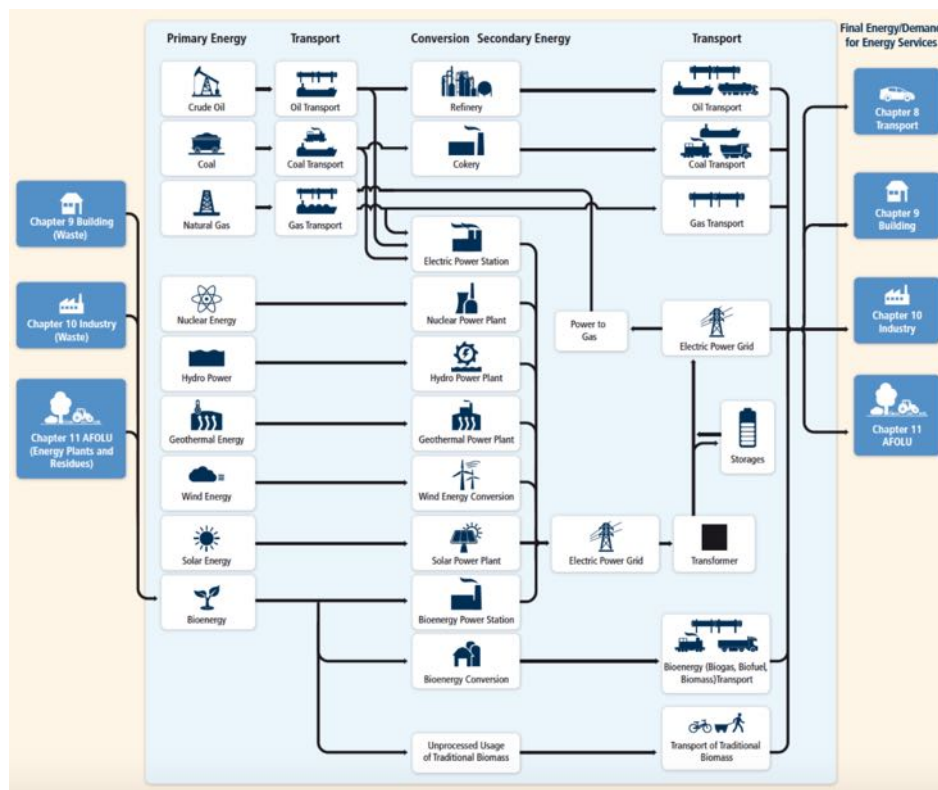 Primary Energy
Transport
Conversion Secondary Energy
Transport
Final Energy/Demand
for Energy Services
Crude Oil
Oil Transport
Refinery
Oil Transport
Chapter 8
Transport
Coal
Coal Transport
Cokery
Coal Transport
Chapter 9 Building
(Waste)
Natural Gas
Gas Transport
Gas Transport
Chapter 9
Building
Electric Power Station
Chapter 10 Industry
(Waste)
Nuclear Energy
Nuclear Power Plant
Power to
Gas
Electric Power Grid
Chapter 10
Industry
Hydro Power
Hydro Power Plant
Chapter 11 AFOLU
(Energy Plants and
Residues)
Geothermal Energy
Geothermal Power Plant
Storages
Chapter 11
AFOLU
Wind Energy
Wind Energy Conversion
Solar Energy
Solar Power Plant
Electric Power Grid
Transformer
Bioenergy
Bioenergy Power Station
Bioenergy Conversion
Bioenergy (Biogas, Biofuel,
Biomass)Transport
Unprocessed Usage
of Traditional Biomass
Transport of Traditional
Biomass